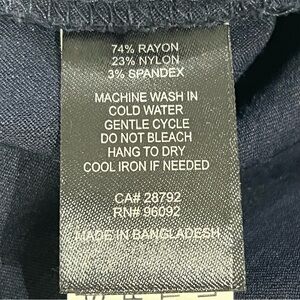 74% RAYON
23% NYLON
3% SPANDEX
MACHINE WASH IN
COLD WATER
GENTLE CYCLE
DO NOT BLEACH
HANG TO DRY
COOL IRON IF NEEDED
CA# 28792
RN# 96092
MADE IN BANGLADESH